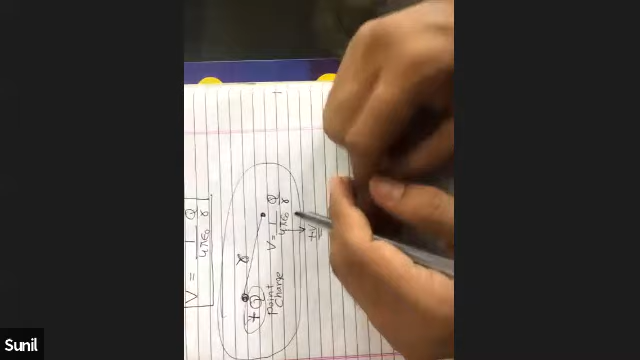 V = 1/4πε₀ Q/r
r
+Q
V = 1/4πε₀ Q/r
Point
Charge
+V
Sunil